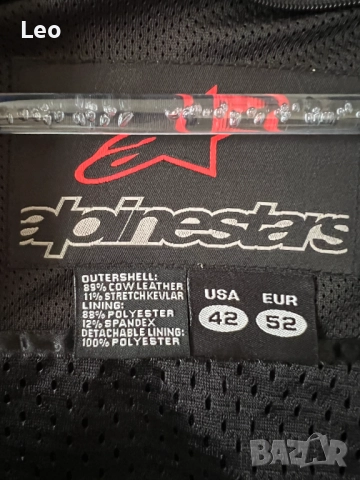 Leo
alpinestars
OUTERSHELL:
89% COW LEATHER
11% STRETCH KEVLAR
LINING:
88% POLYESTER
12% SPANDEX
DETACHABLE LINING:
100% POLYESTER
USA EUR
42 52
BAZAR